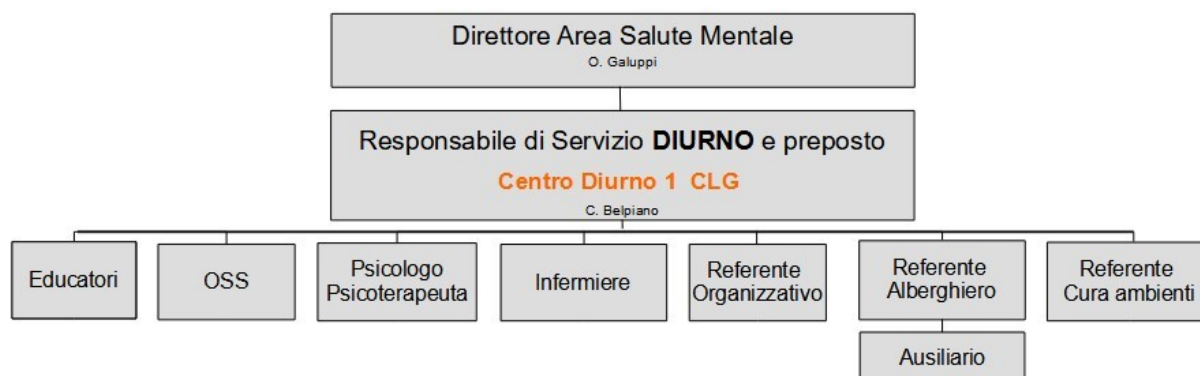 Direttore Area Salute Mentale
O. Galuppi
Responsabile di Servizio DIURNO e preposto
Centro Diurno 1 CLG
C. Belpiano
Educatori
OSS
Psicologo
Psicoterapeuta
Infermiere
Referente
Organizzativo
Referente
Alberghiero
Referente
Cura ambienti
Ausiliario